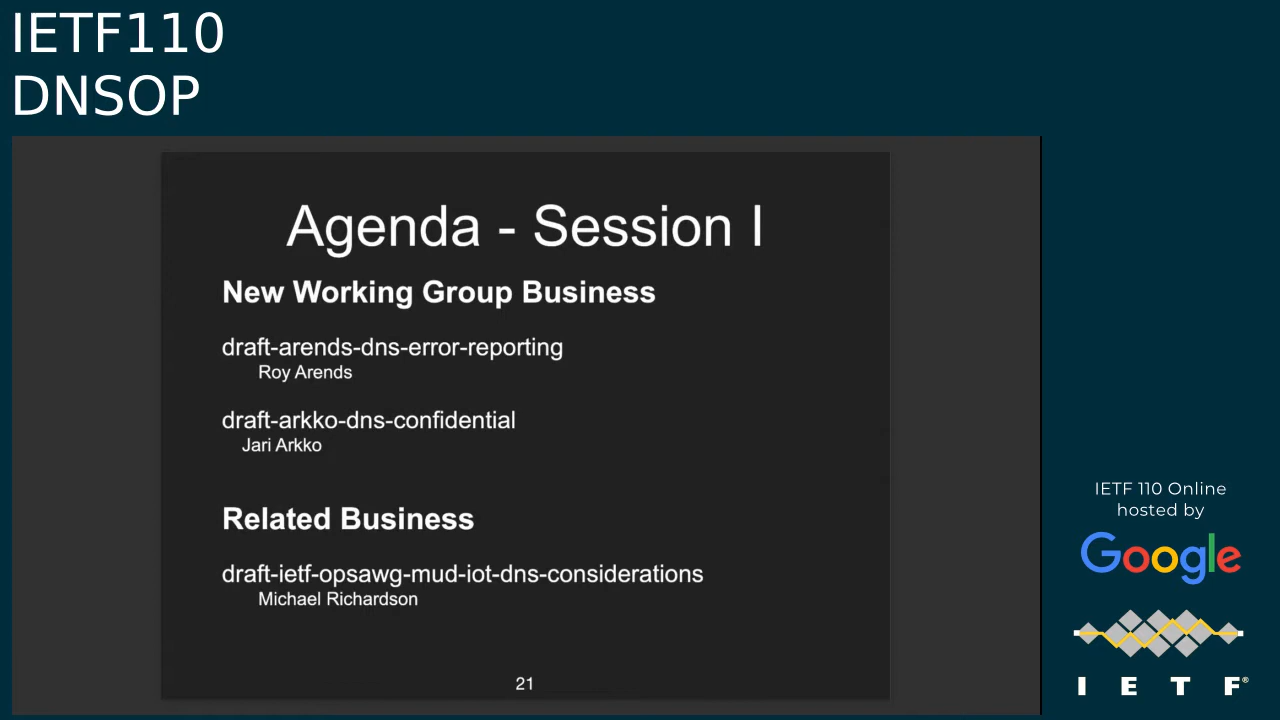 IETF110
DNSOP
Agenda - Session I
New Working Group Business
draft-arends-dns-error-reporting
Roy Arends
draft-arkko-dns-confidential
Jari Arkko
Related Business
draft-ietf-opsawg-mud-iot-dns-considerations
Michael Richardson
21
IETF 110 Online
hosted by
Google
I E T F®